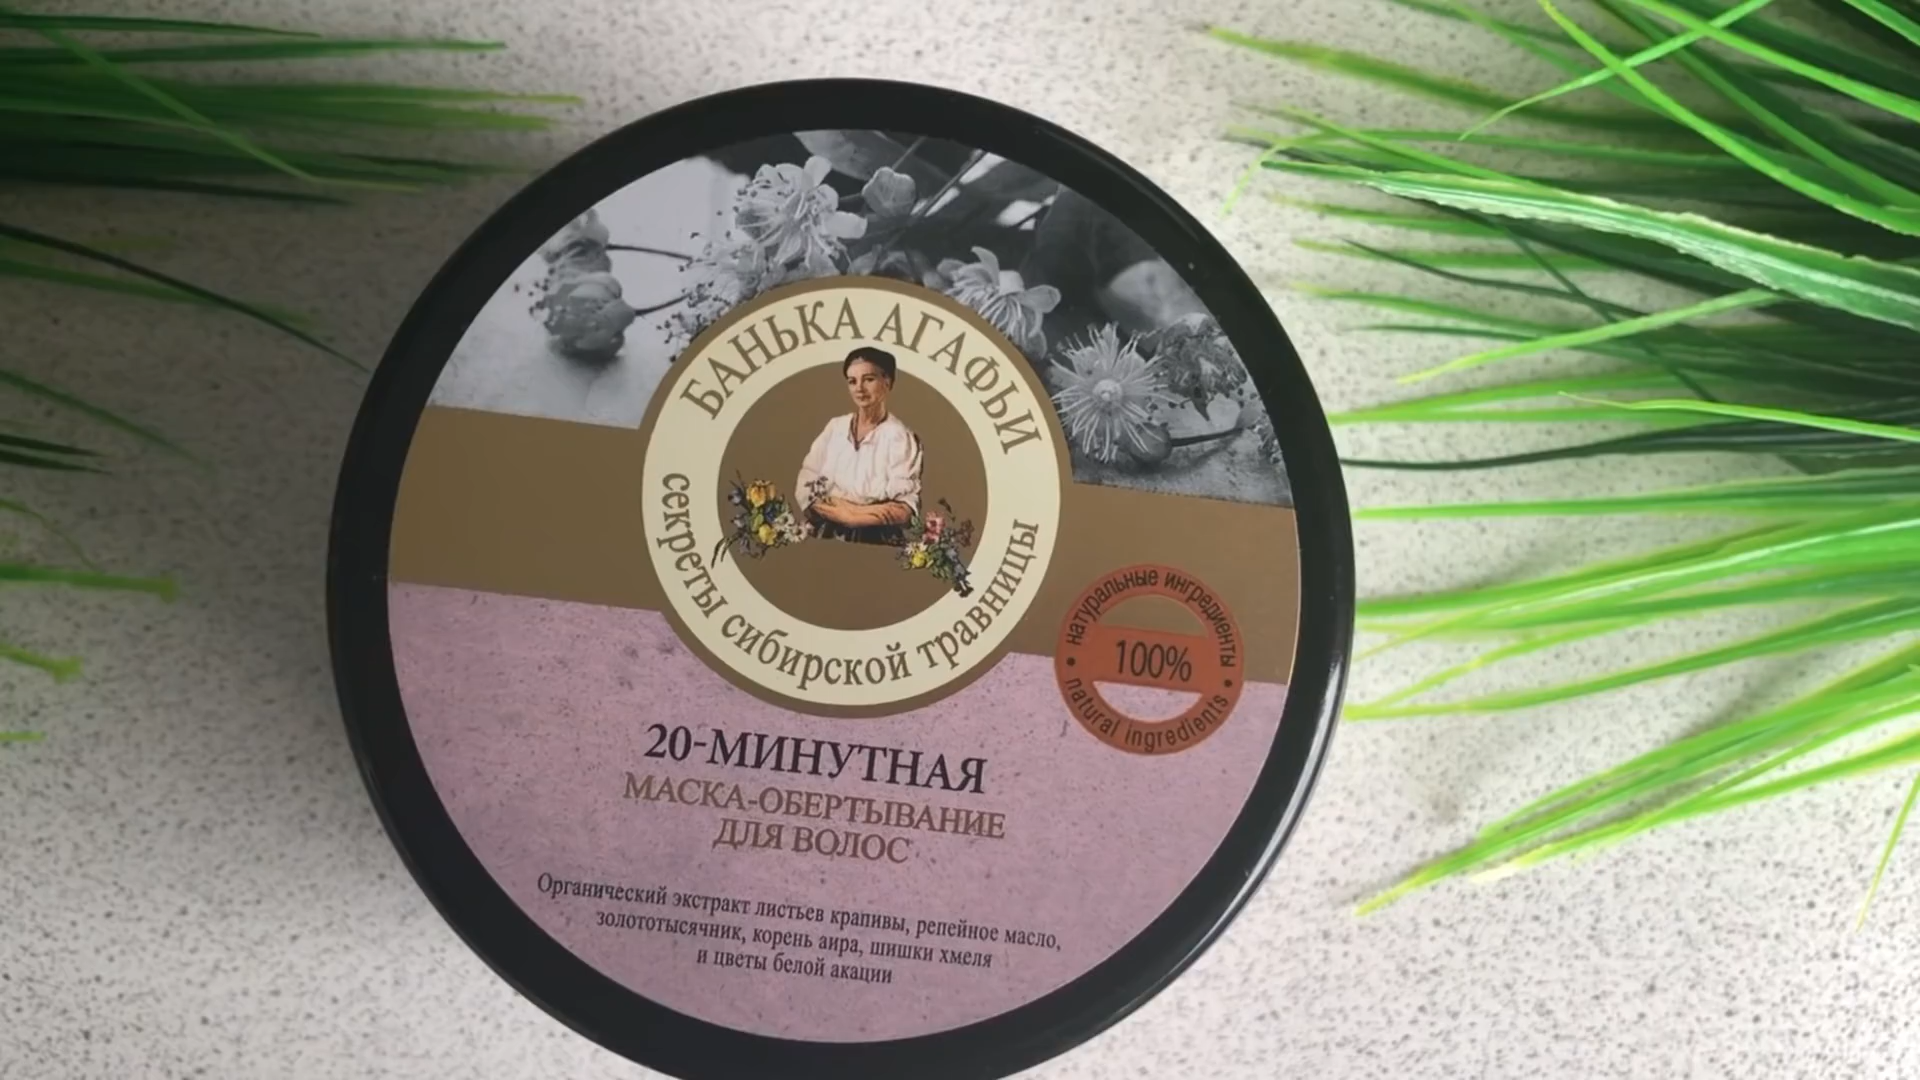 БАНЬКА АГАФЬИ
секреты сибирской травницы
натуральные ингредиенты
100%
natural ingredients
20-МИНУТНАЯ
МАСКА-ОБЕРТЫВАНИЕ
ДЛЯ ВОЛОС
Органический экстракт листьев крапивы, репейное масло,
золототысячник, корень аира, шишки хмеля
и цветы белой акации